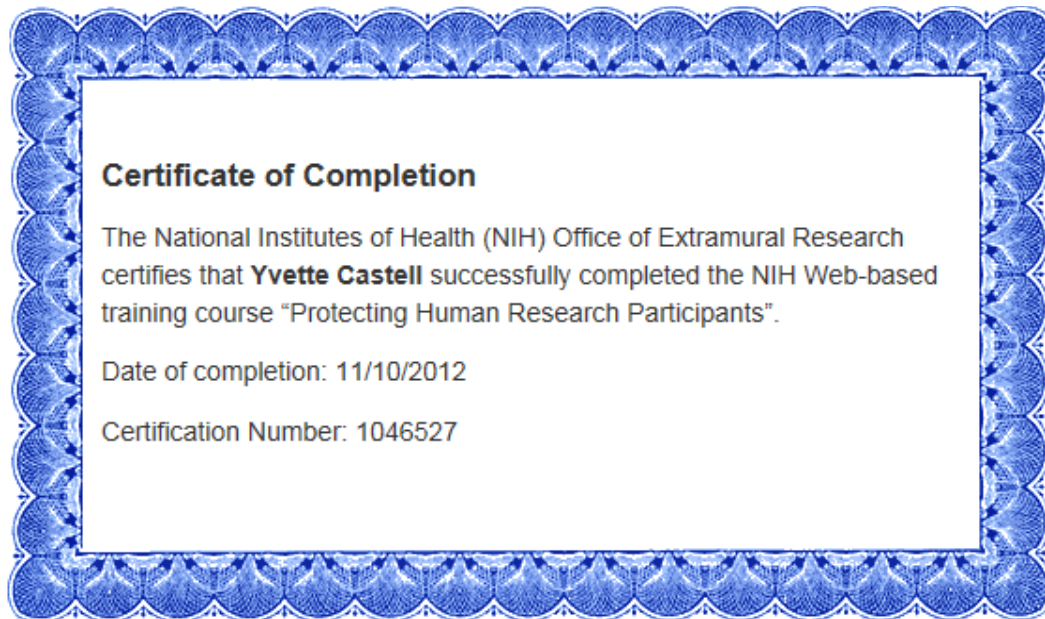 Certificate of Completion
The National Institutes of Health (NIH) Office of Extramural Research
certifies that Yvette Castell successfully completed the NIH Web-based
training course “Protecting Human Research Participants”.
Date of completion: 11/10/2012
Certification Number: 1046527